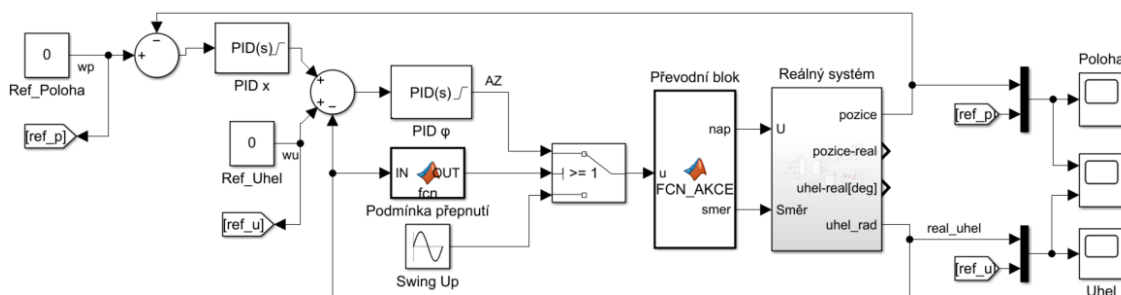 0
wp
Ref_Poloha
[ref_p]
PID(s)
PID x
0
wu
Ref_Uhel
[ref_u]
PID(s)
PID φ
AZ
IN
OUT
fcn
Podmínka přepnutí
Swing Up
>= 1
Převodní blok
u
nap
FCN_AKCE
smer
Reálný systém
U
Směr
pozice
pozice-real
uhel-real[deg]
uhel_rad
real_uhel
[ref_p]
[ref_u]
Poloha
Uhel